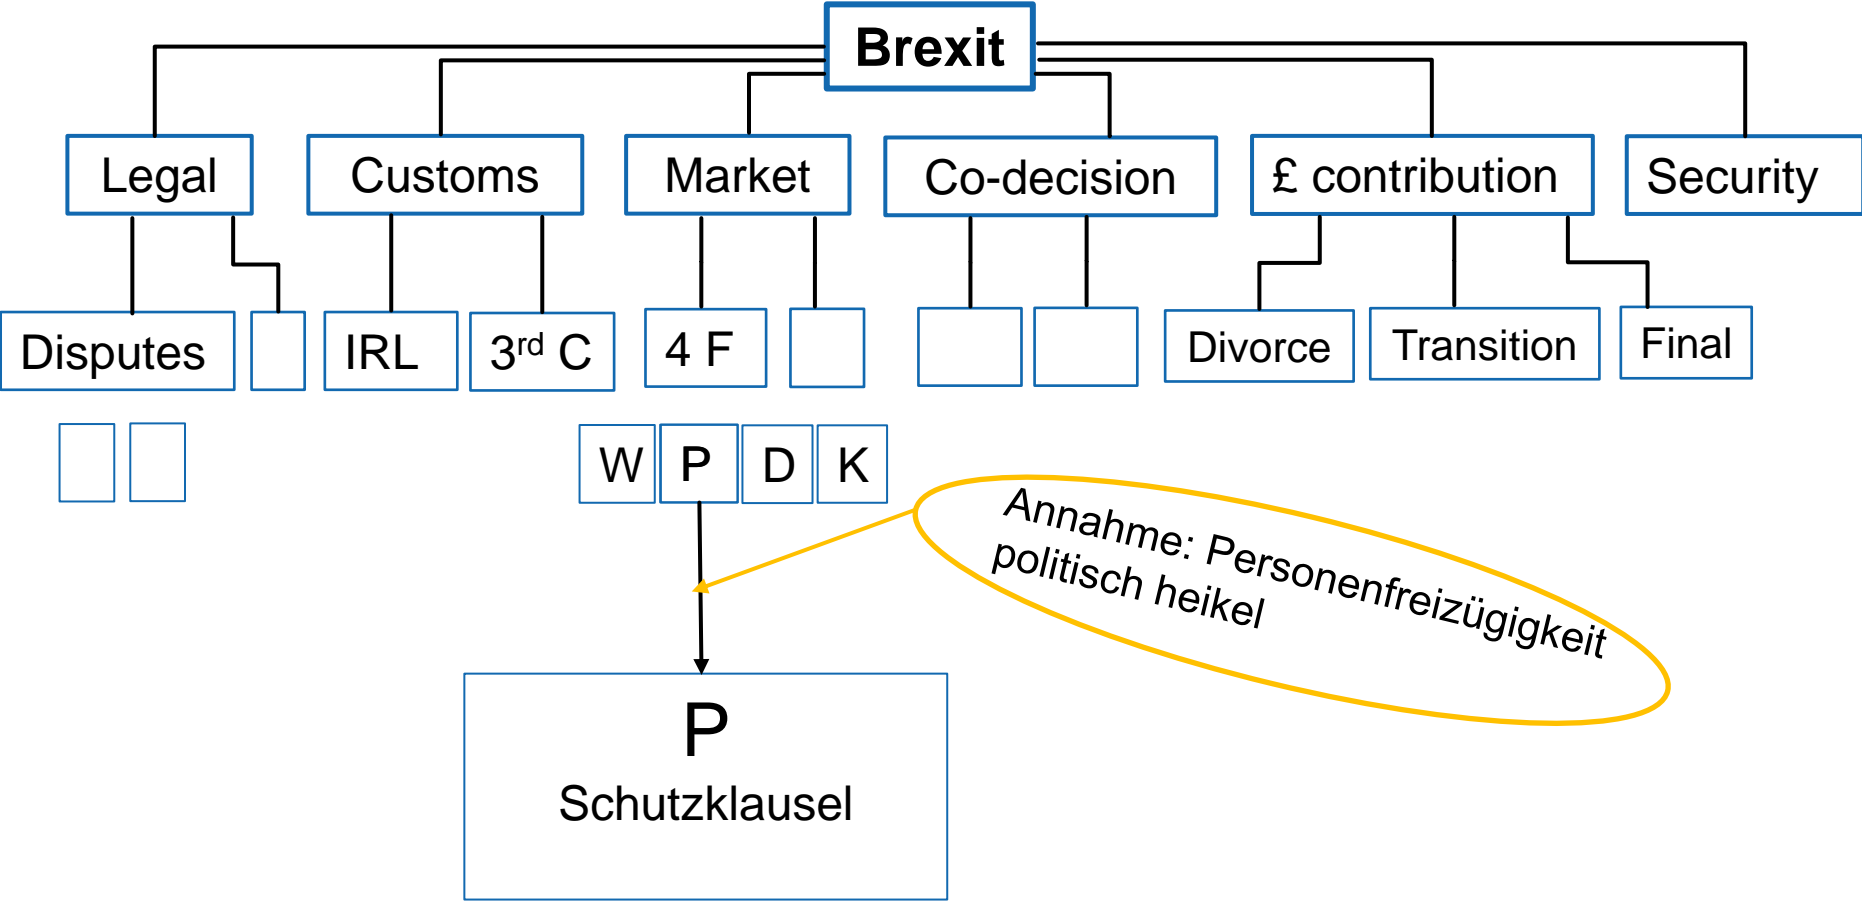 Brexit
Legal
Customs
Market
Co-decision
£ contribution
Security
Disputes
IRL
3rd C
4 F
Divorce
Transition
Final
W
P
D
K
Annahme: Personenfreizügigkeit
politisch heikel
P
Schutzklausel